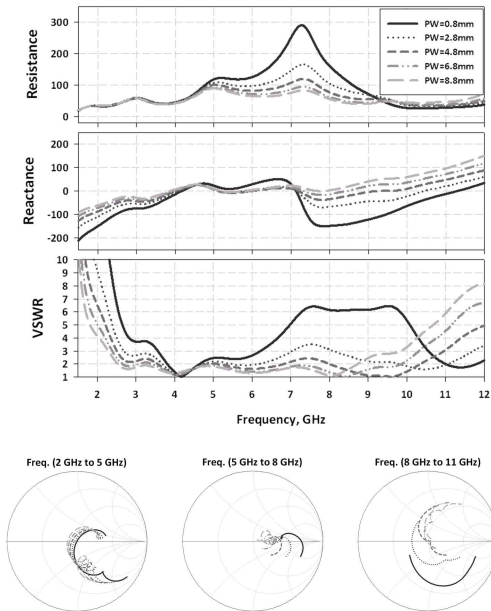 300
200
100
0
Resistance
PW=0.8mm
PW=2.8mm
PW=4.8mm
PW=6.8mm
PW=8.8mm
200
100
0
-100
-200
Reactance
10
9
8
7
6
5
4
3
2
1
VSWR
2 3 4 5 6 7 8 9 10 11 12
Frequency, GHz
Freq. (2 GHz to 5 GHz)
Freq. (5 GHz to 8 GHz)
Freq. (8 GHz to 11 GHz)